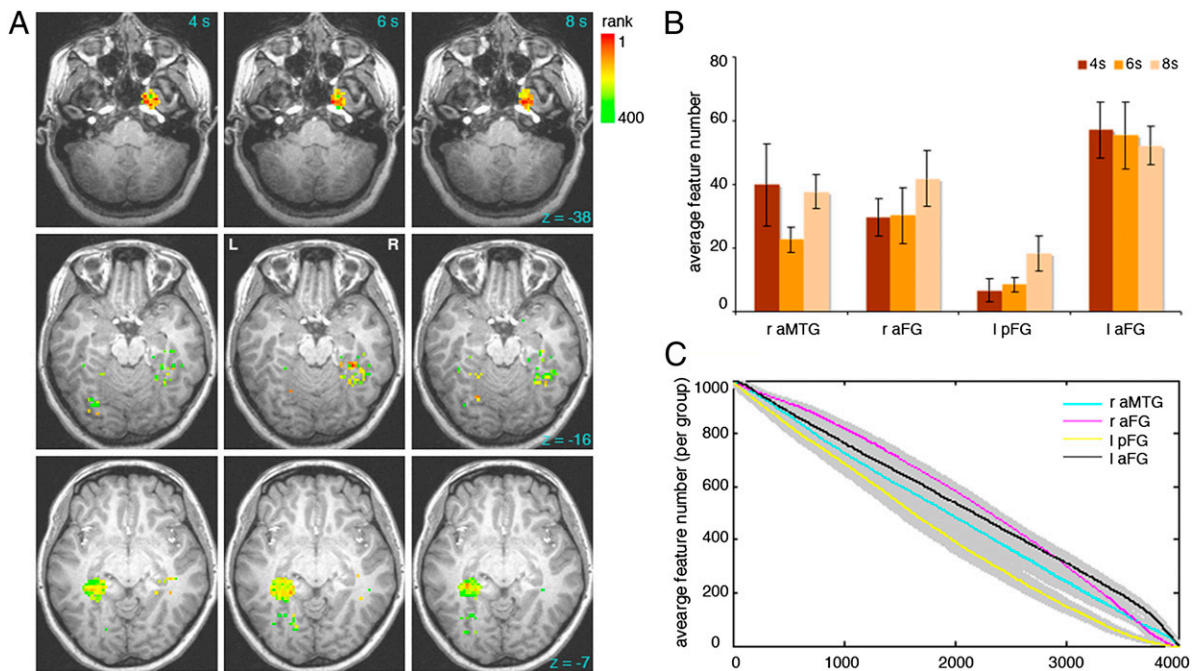 A
4 s
6 s
8 s
rank
1
400
z = -38
L
R
z = -16
z = -7
B
80
60
40
20
0
average feature number
4s
6s
8s
r aMTG
r aFG
l pFG
l aFG
C
1000
800
600
400
200
0
avearge feature number (per group)
r aMTG
r aFG
l pFG
l aFG
0
1000
2000
3000
4000